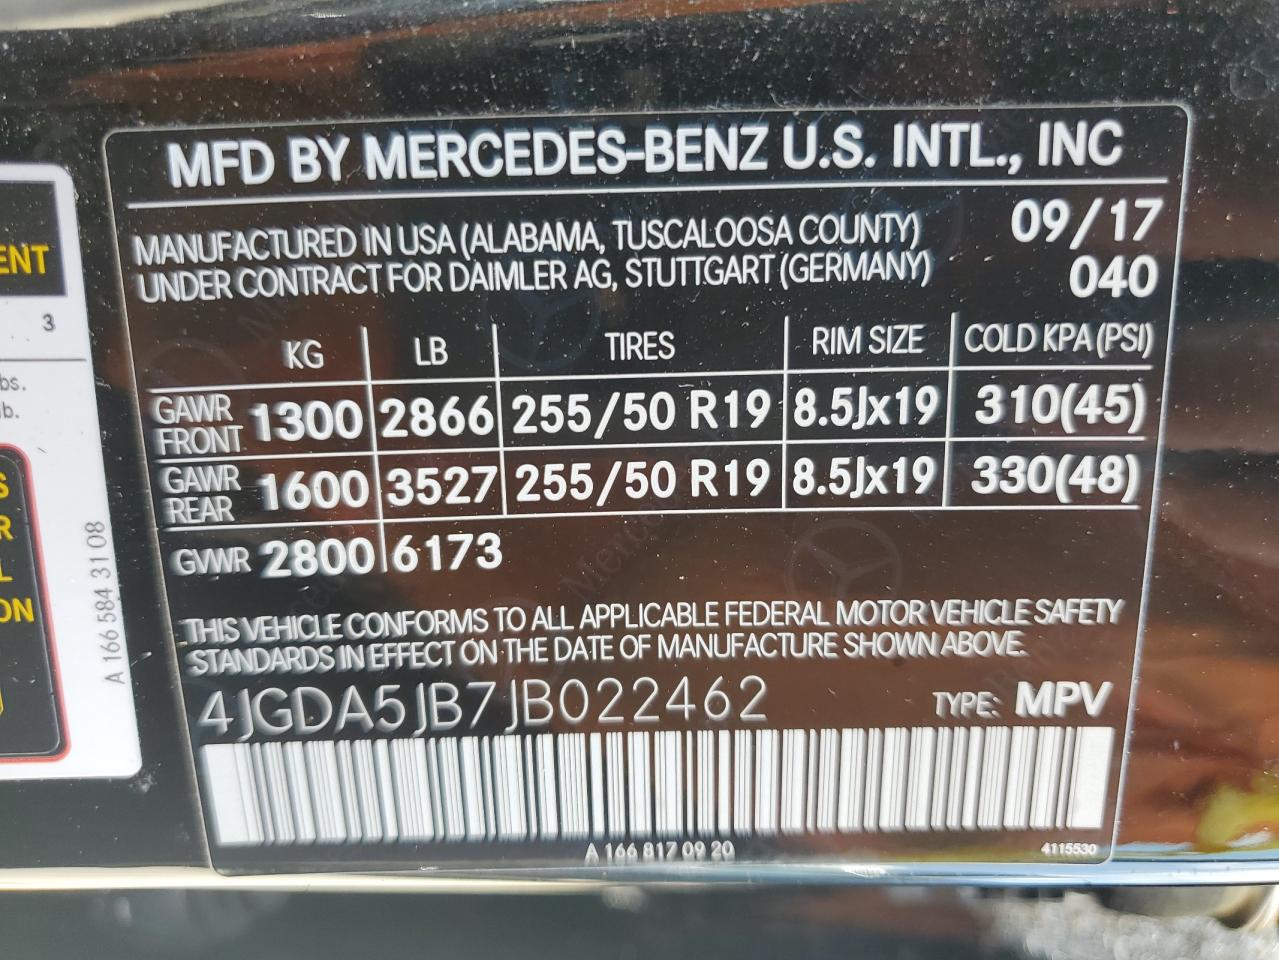 MFD BY MERCEDES-BENZ U.S. INTL., INC
MANUFACTURED IN USA (ALABAMA, TUSCALOOSA COUNTY) 09/17
UNDER CONTRACT FOR DAIMLER AG, STUTTGART (GERMANY) 040
KG LB TIRES RIM SIZE COLD KPA (PSI)
GAWR FRONT 1300 2866 255/50 R19 8.5Jx19 310(45)
GAWR REAR 1600 3527 255/50 R19 8.5Jx19 330(48)
GVWR 2800 6173
THIS VEHICLE CONFORMS TO ALL APPLICABLE FEDERAL MOTOR VEHICLE SAFETY
STANDARDS IN EFFECT ON THE DATE OF MANUFACTURE SHOWN ABOVE.
4JGDA5JB7JB022462 TYPE: MPV
A 166 817 09 20 4115530
3
A 166 584 31 08